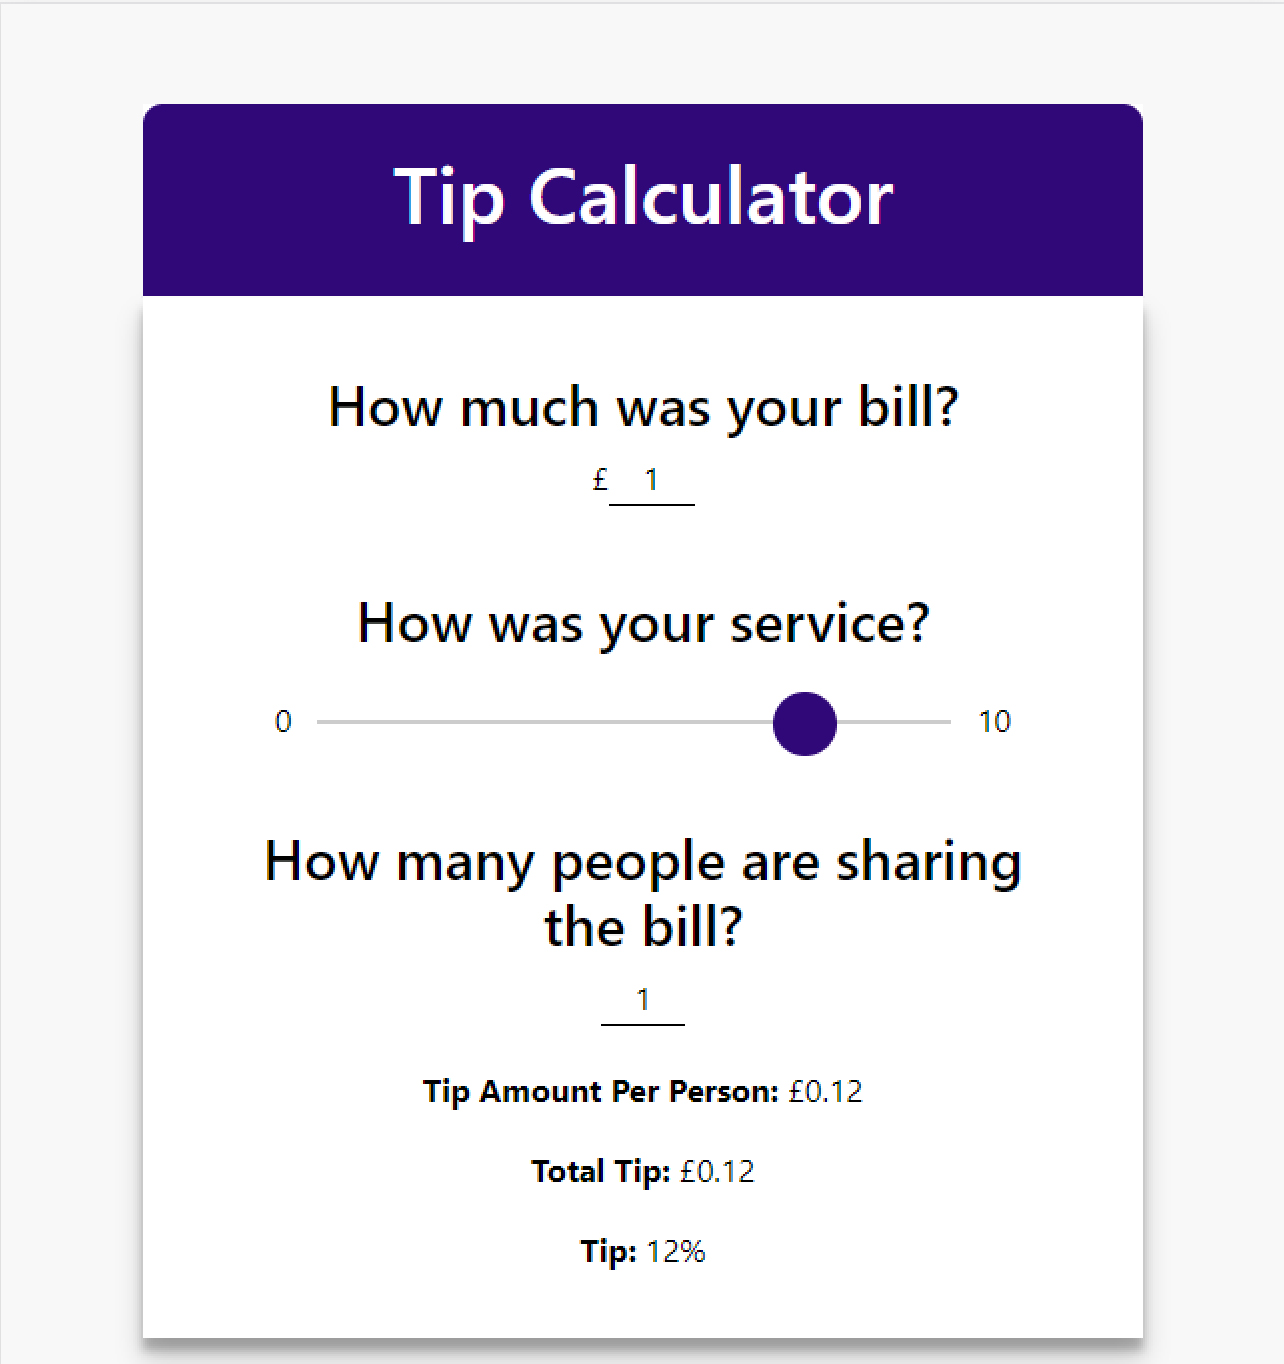 Tip Calculator
How much was your bill?
£ 1
How was your service?
0 10
How many people are sharing
the bill?
1
Tip Amount Per Person: £0.12
Total Tip: £0.12
Tip: 12%